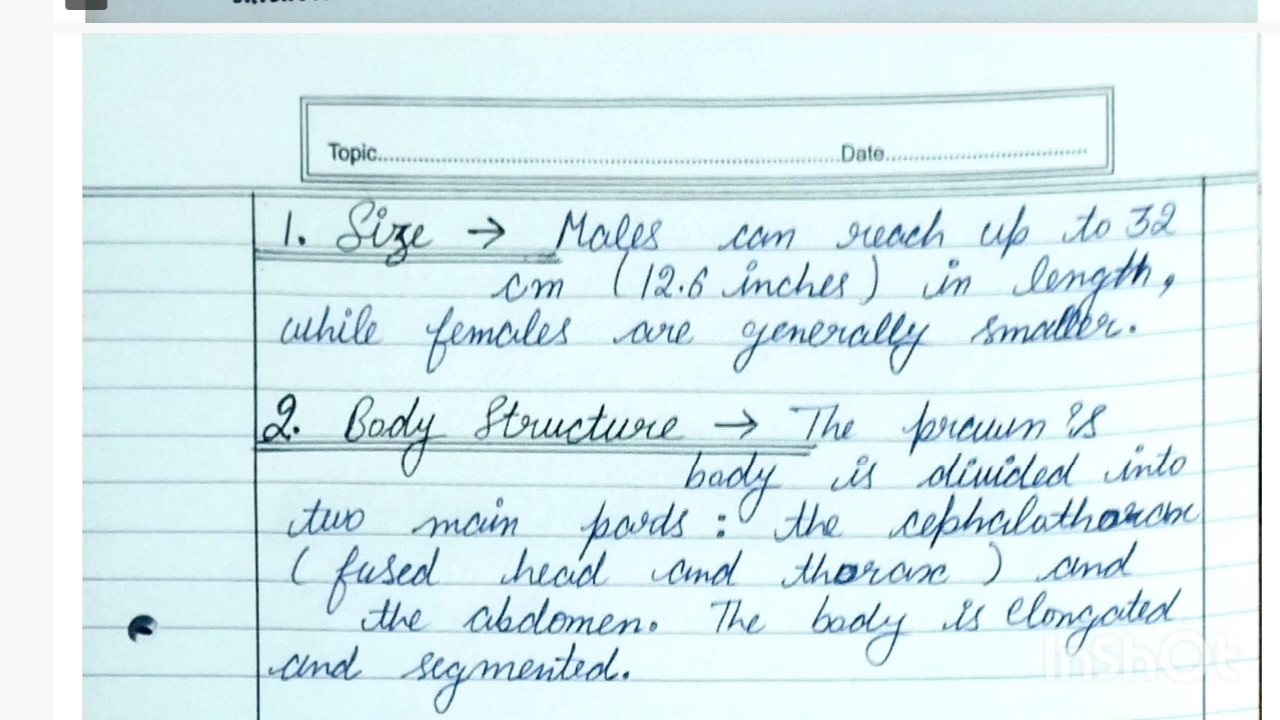 Topic Date
1. Size → Males can reach up to 32
cm (12.6 inches) in length,
while females are generally smaller.
2. Body Structure → The prawn is
body is divided into
two main parts : the cephalothorax
( fused head and thorax ) and
the abdomen. The body is elongated
and segmented.
InShOt